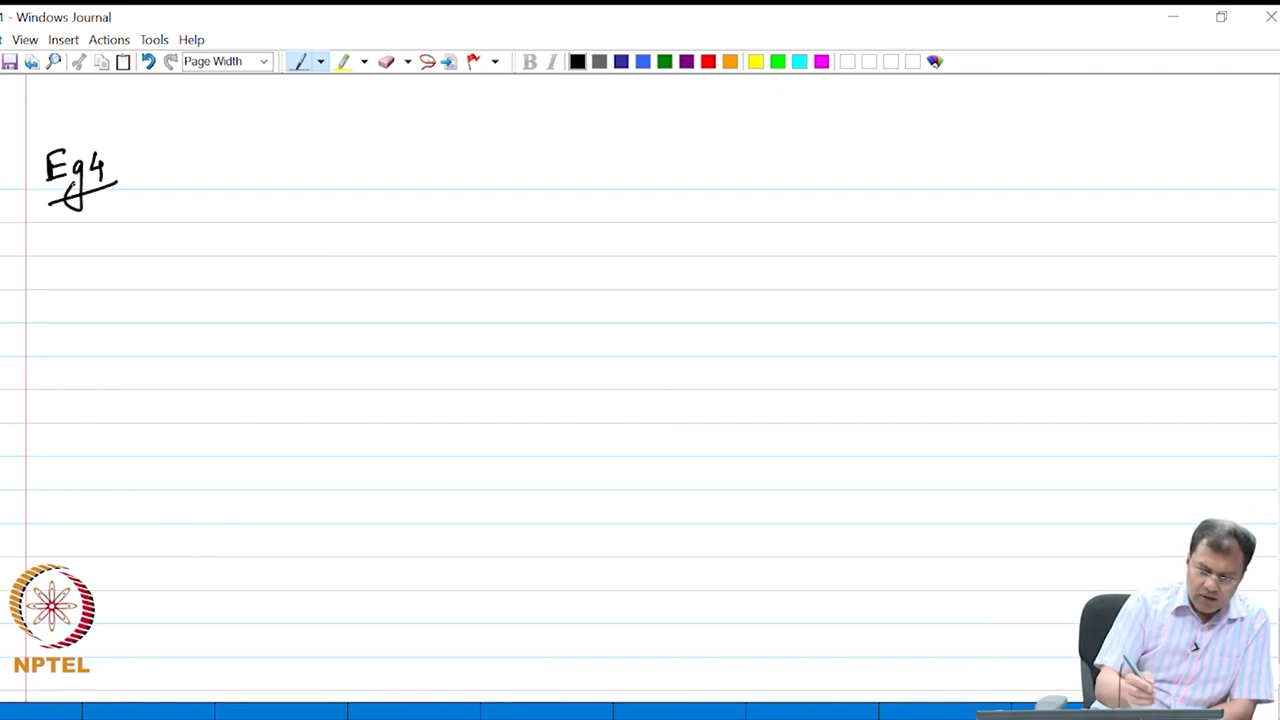 1 - Windows Journal
t View Insert Actions Tools Help
Page Width B I
Eg4
NPTEL